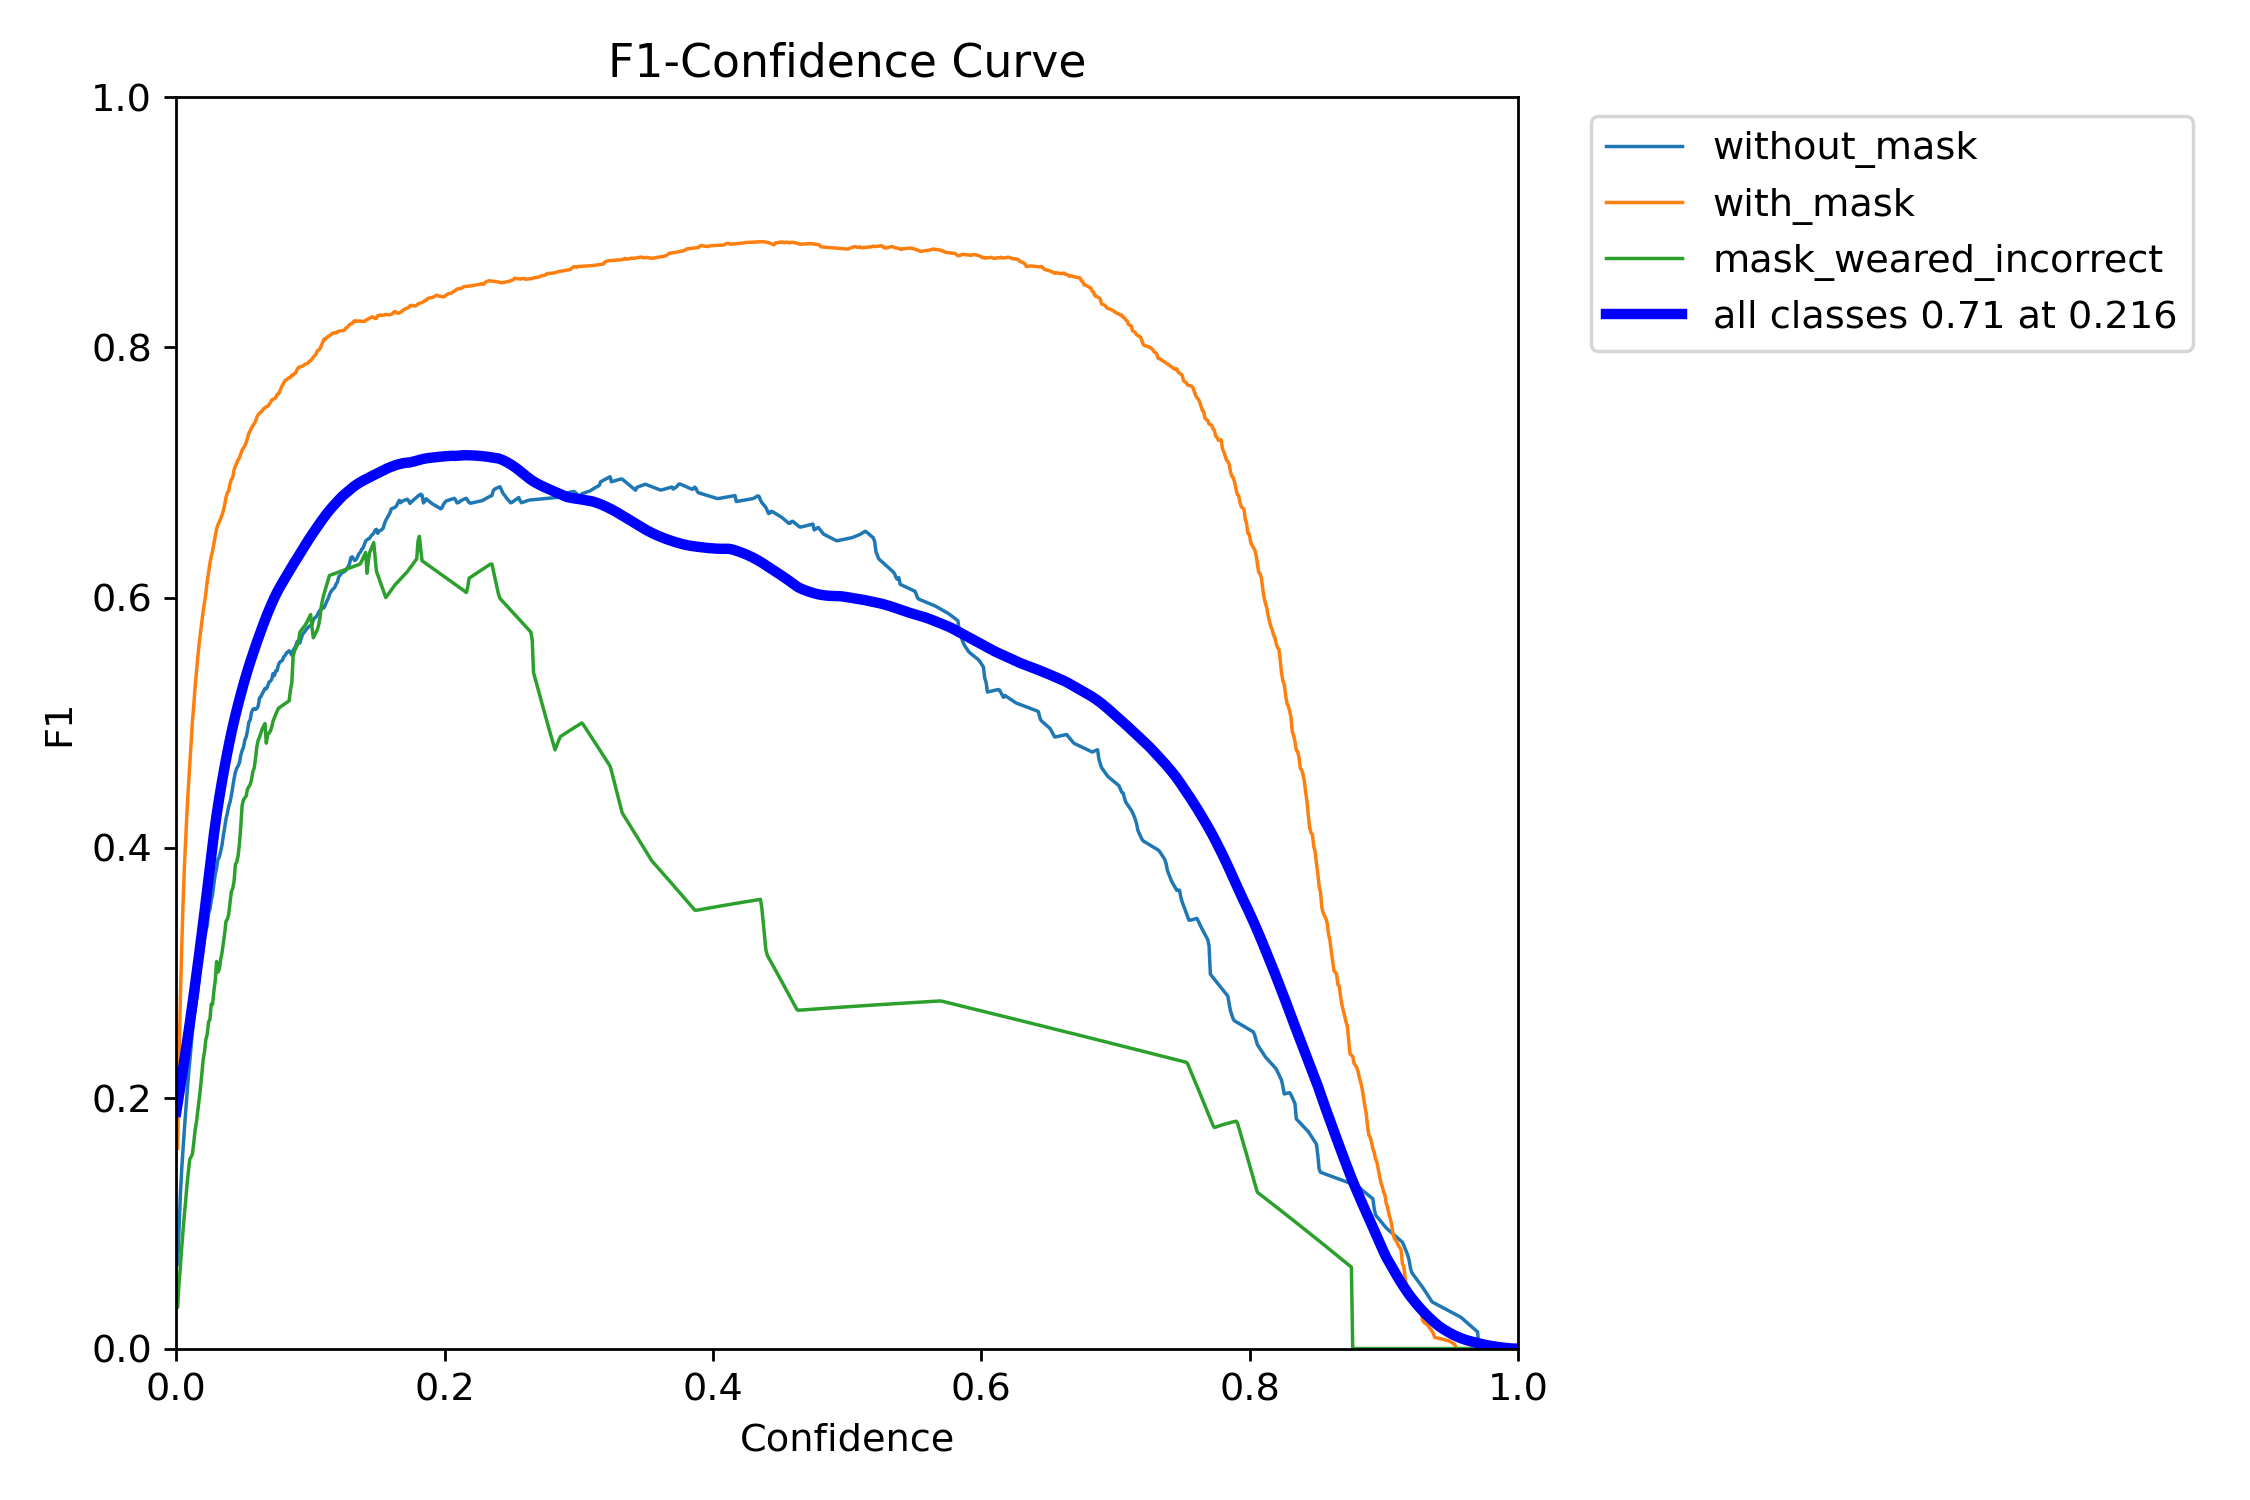 F1-Confidence Curve
1.0
0.8
0.6
0.4
0.2
0.0
F1
0.0 0.2 0.4 0.6 0.8 1.0
Confidence
without_mask
with_mask
mask_weared_incorrect
all classes 0.71 at 0.216